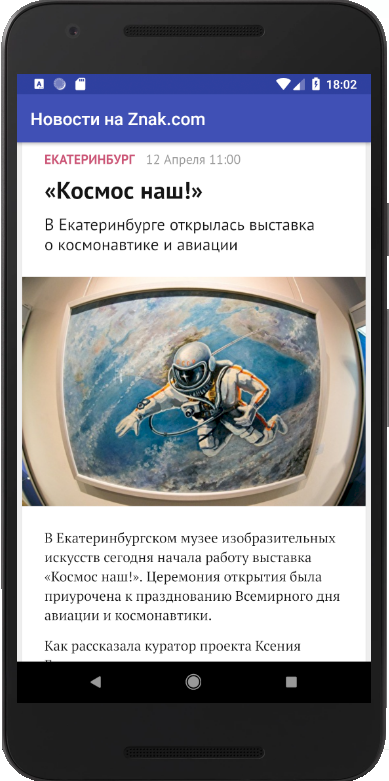 18:02
Новости на Znak.com
ЕКАТЕРИНБУРГ 12 Апреля 11:00
«Космос наш!»
В Екатеринбурге открылась выставка
о космонавтике и авиации
В Екатеринбургском музее изобразительных
искусств сегодня начала работу выставка
«Космос наш!». Церемония открытия была
приурочена к празднованию Всемирного дня
авиации и космонавтики.
Как рассказала куратор проекта Ксения